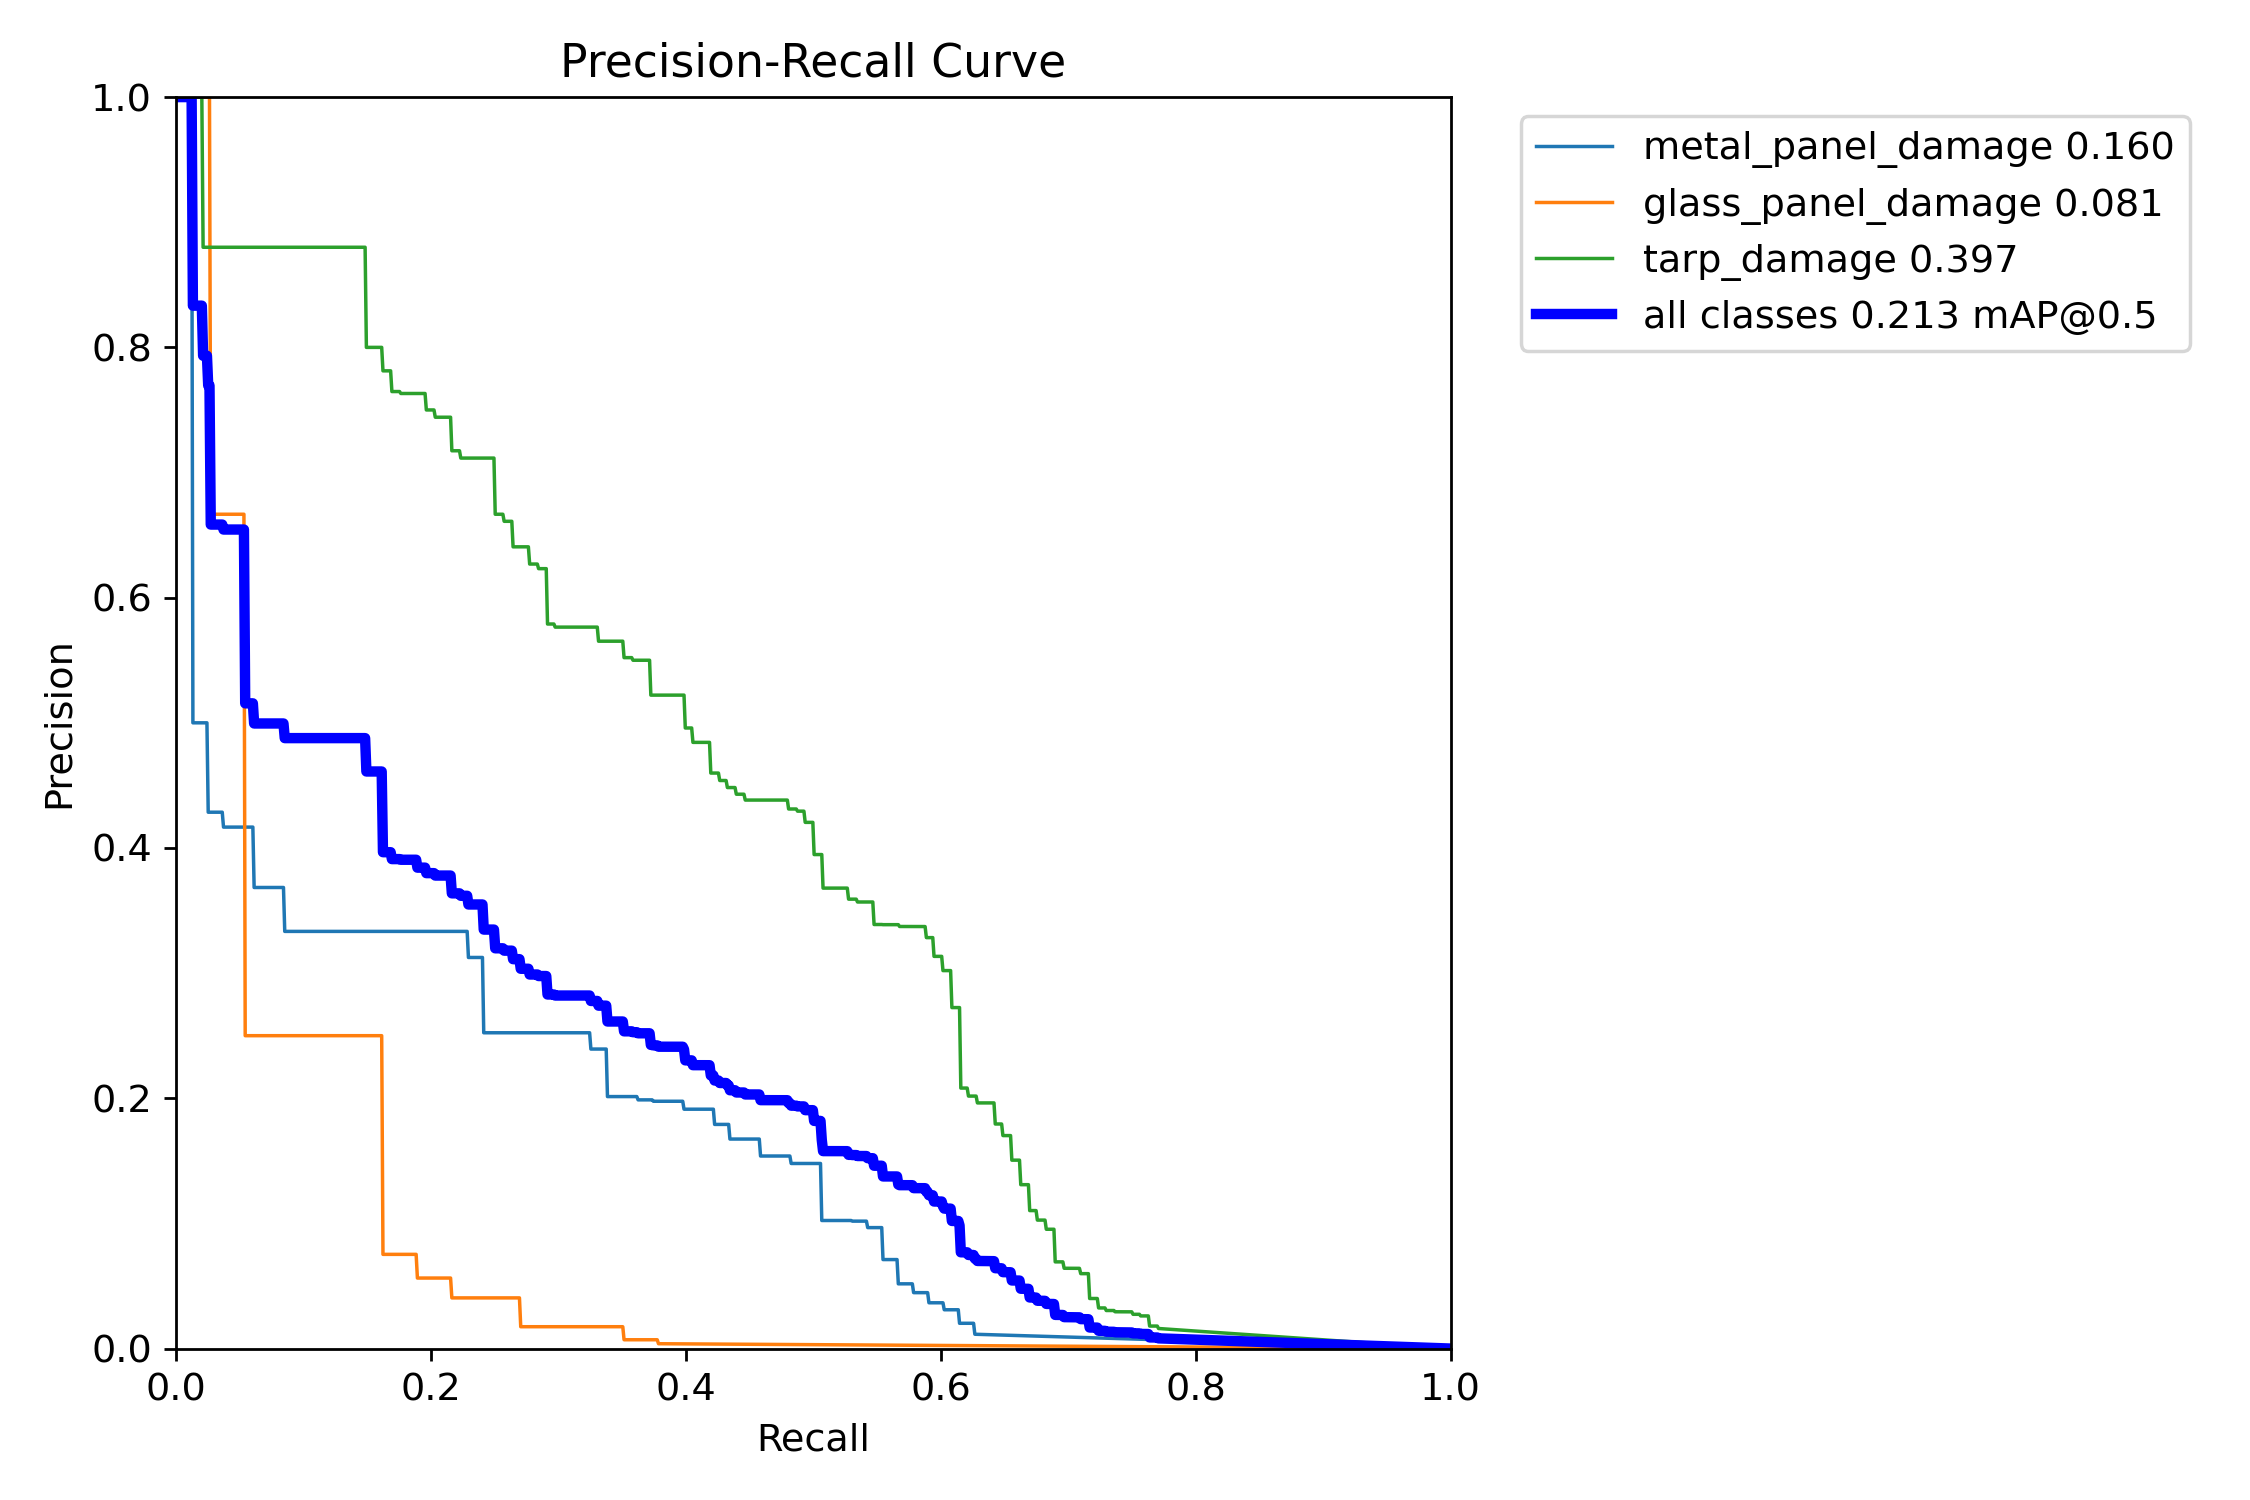 Precision-Recall Curve
1.0
0.8
0.6
0.4
0.2
0.0
Precision
0.0 0.2 0.4 0.6 0.8 1.0
Recall
metal_panel_damage 0.160
glass_panel_damage 0.081
tarp_damage 0.397
all classes 0.213 mAP@0.5